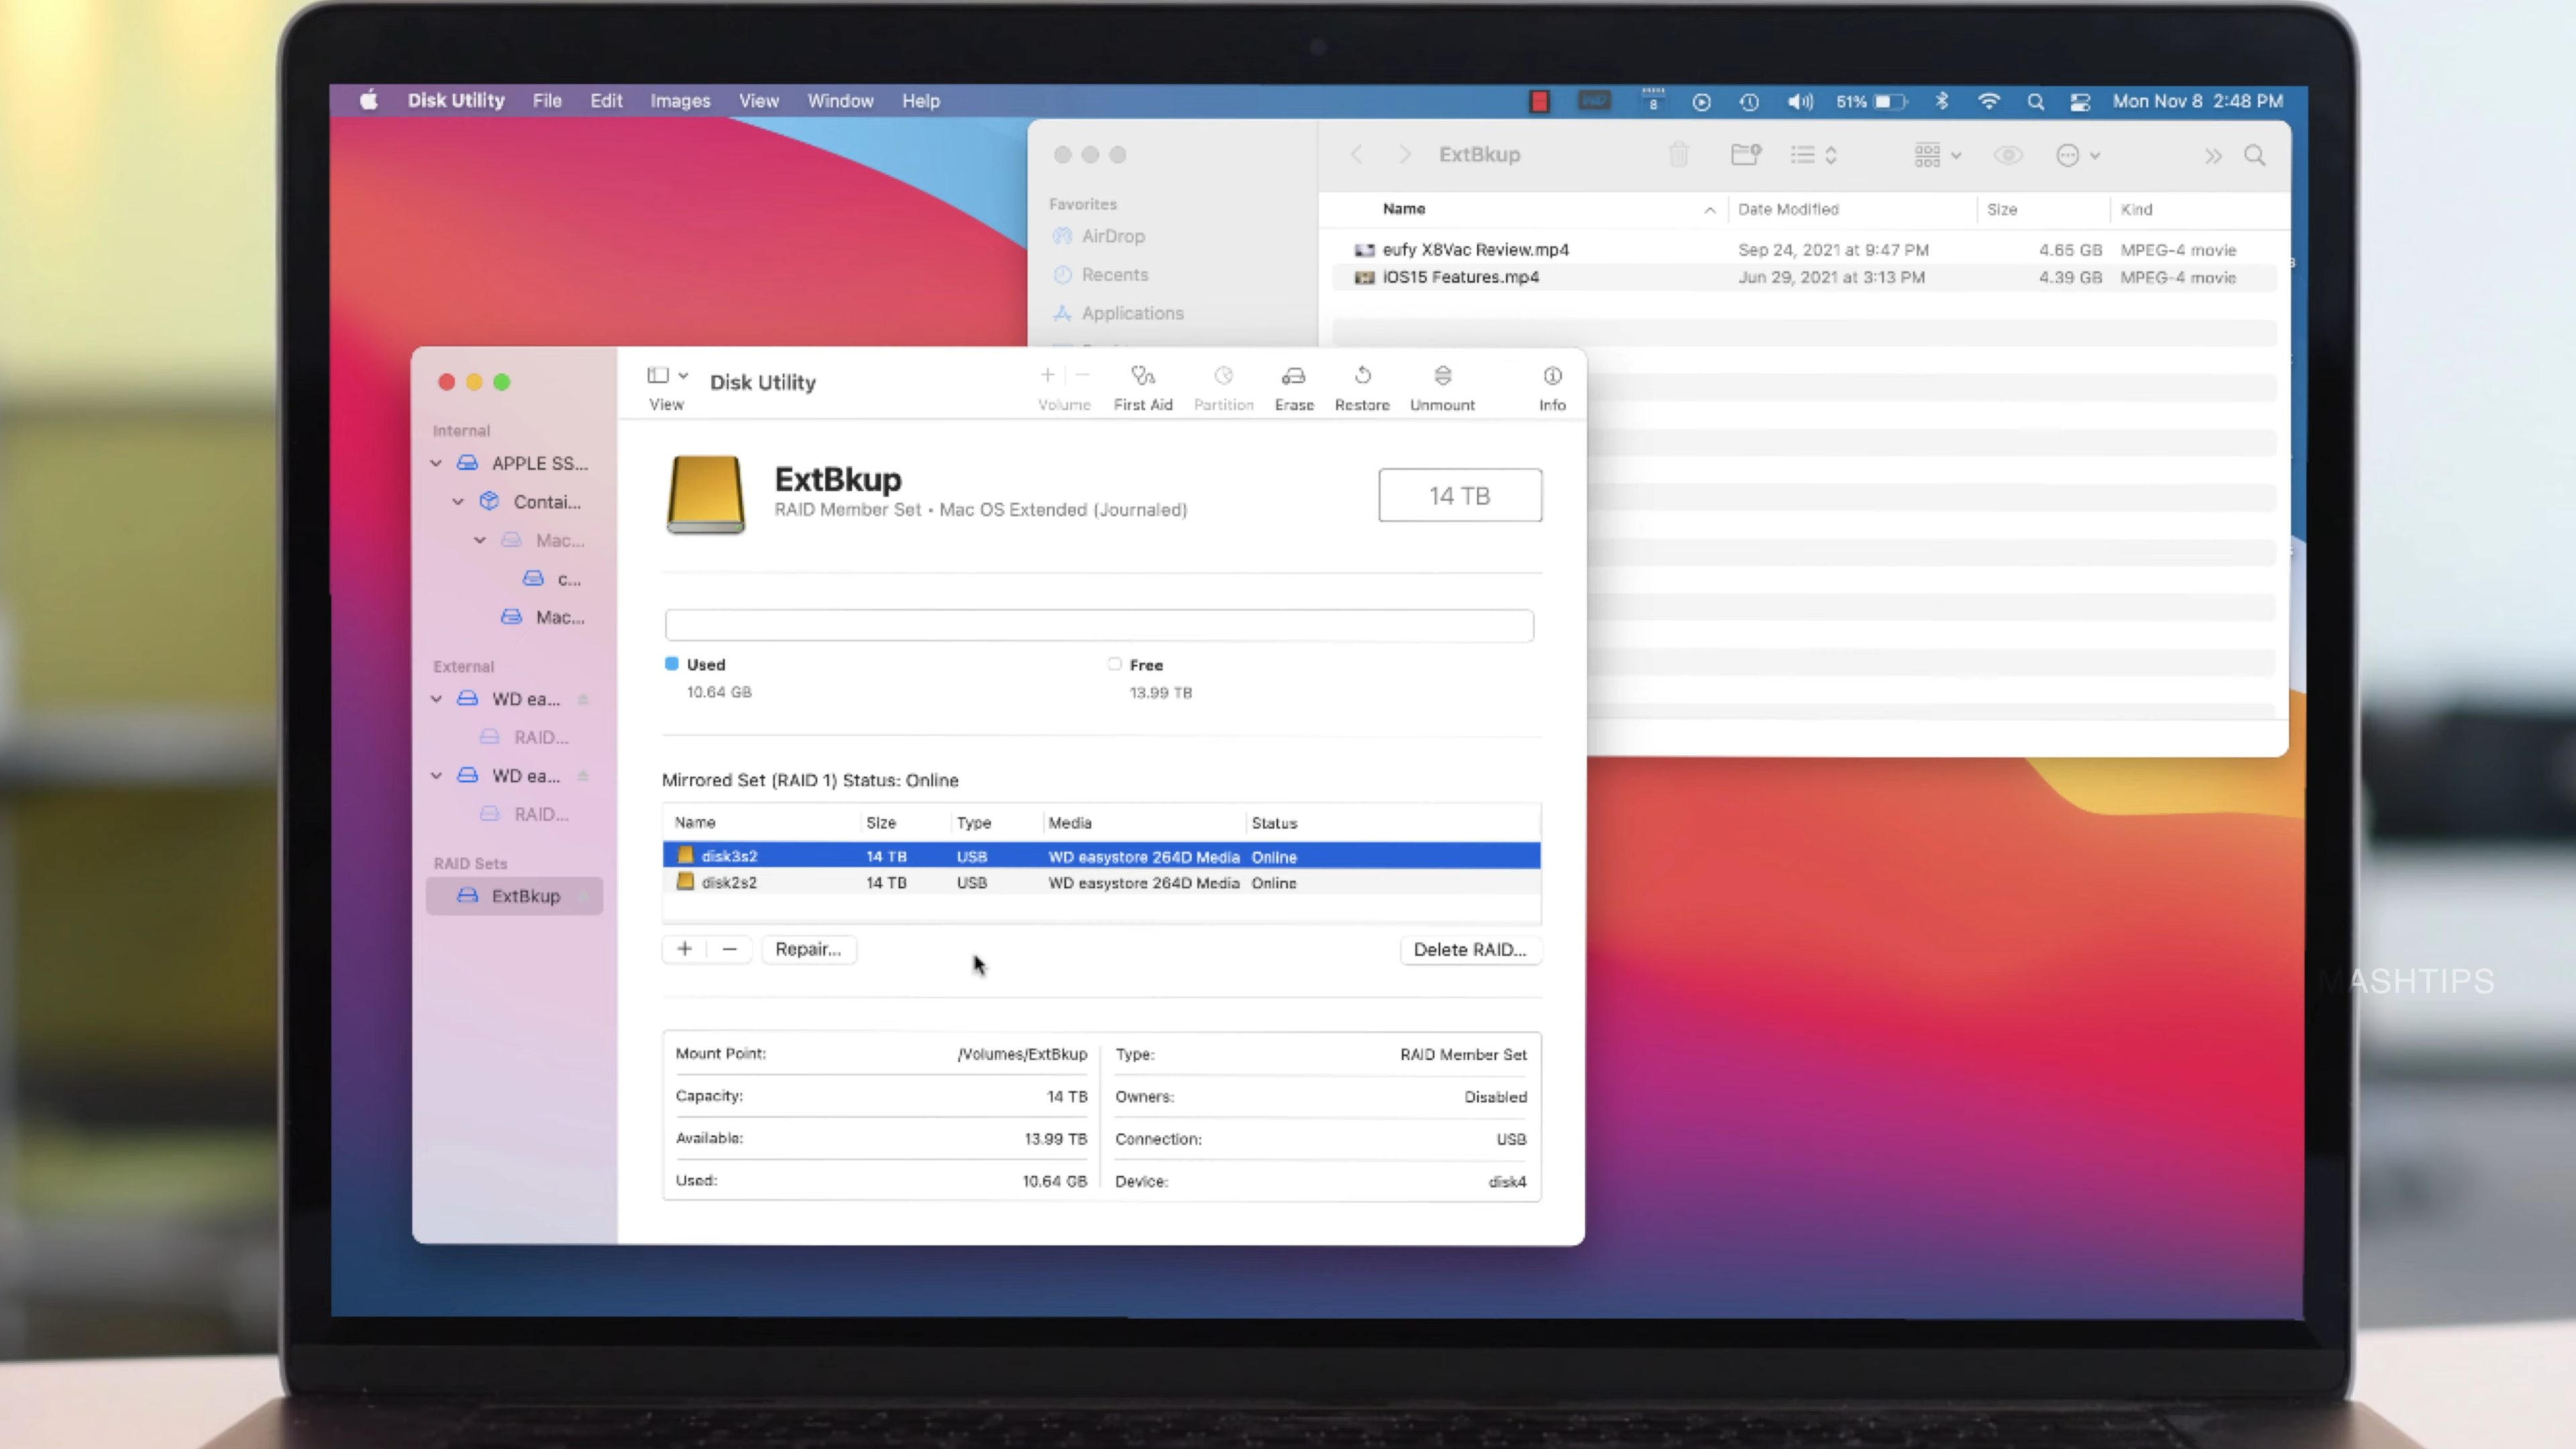 Disk Utility File Edit Images View Window Help 8 51% Mon Nov 8 2:48 PM
ExtBkup
Favorites
AirDrop
Recents
Applications
Name Date Modified Size Kind
eufy X8Vac Review.mp4 Sep 24, 2021 at 9:47 PM 4.65 GB MPEG-4 movie
iOS15 Features.mp4 Jun 29, 2021 at 3:13 PM 4.39 GB MPEG-4 movie
View
Disk Utility
Volume First Aid Partition Erase Restore Unmount Info
Internal
APPLE SS...
Contai...
Mac...
c...
Mac...
External
WD ea...
RAID...
WD ea...
RAID...
RAID Sets
ExtBkup
ExtBkup
RAID Member Set • Mac OS Extended (Journaled)
14 TB
Used
10.64 GB
Free
13.99 TB
Mirrored Set (RAID 1) Status: Online
Name Size Type Media Status
disk3s2 14 TB USB WD easystore 264D Media Online
disk2s2 14 TB USB WD easystore 264D Media Online
+ − Repair... Delete RAID...
Mount Point: /Volumes/ExtBkup Type: RAID Member Set
Capacity: 14 TB Owners: Disabled
Available: 13.99 TB Connection: USB
Used: 10.64 GB Device: disk4
MASHTIPS